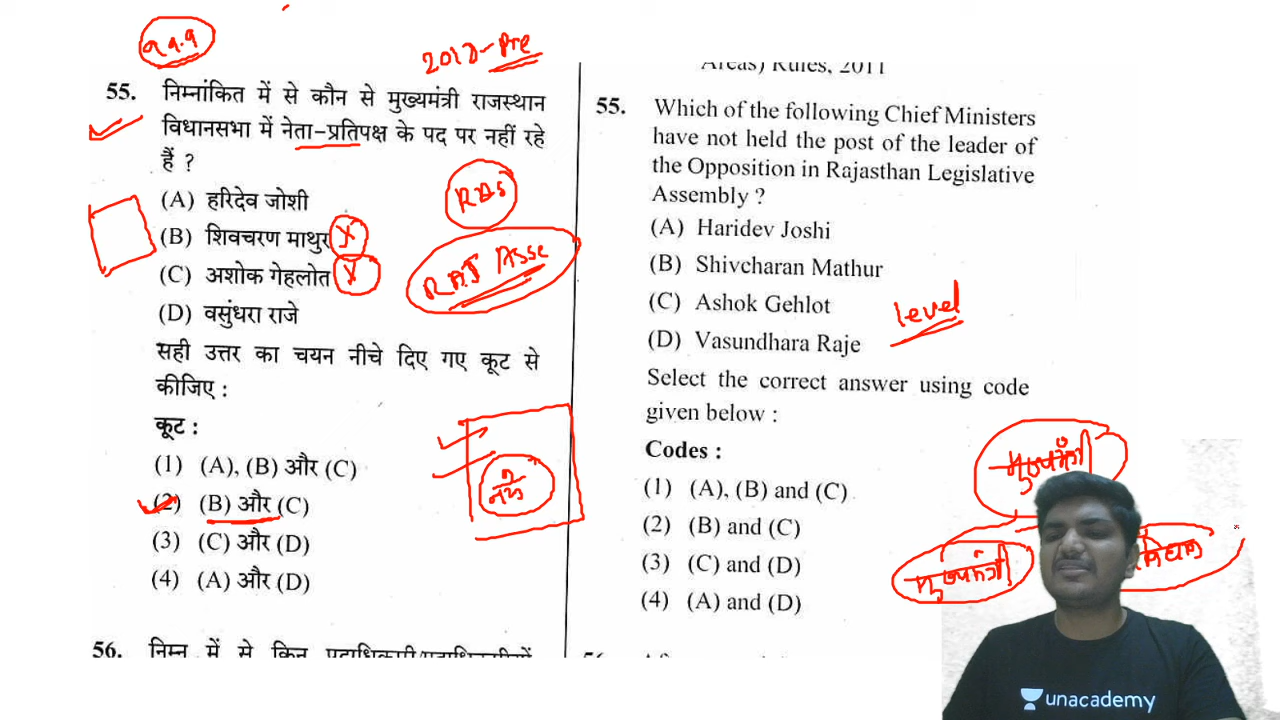 2017-Pre
55. निम्नांकित में से कौन से मुख्यमंत्री राजस्थान
विधानसभा में नेता-प्रतिपक्ष के पद पर नहीं रहे
हैं ?
(A) हरिदेव जोशी
(B) शिवचरण माथुर
(C) अशोक गेहलोत
(D) वसुंधरा राजे
सही उत्तर का चयन नीचे दिए गए कूट से
कीजिए :
कूट :
(1) (A), (B) और (C)
(2) (B) और (C)
(3) (C) और (D)
(4) (A) और (D)
RAS
RAJ Asse
Areas) Rules, 2011
55. Which of the following Chief Ministers
have not held the post of the leader of
the Opposition in Rajasthan Legislative
Assembly ?
(A) Haridev Joshi
(B) Shivcharan Mathur
(C) Ashok Gehlot
(D) Vasundhara Raje
Select the correct answer using code
given below :
Codes :
(1) (A), (B) and (C)
(2) (B) and (C)
(3) (C) and (D)
(4) (A) and (D)
level
मुख्यमंत्री
मुख्यमंत्री
56. निम्न में से किन
unacademy